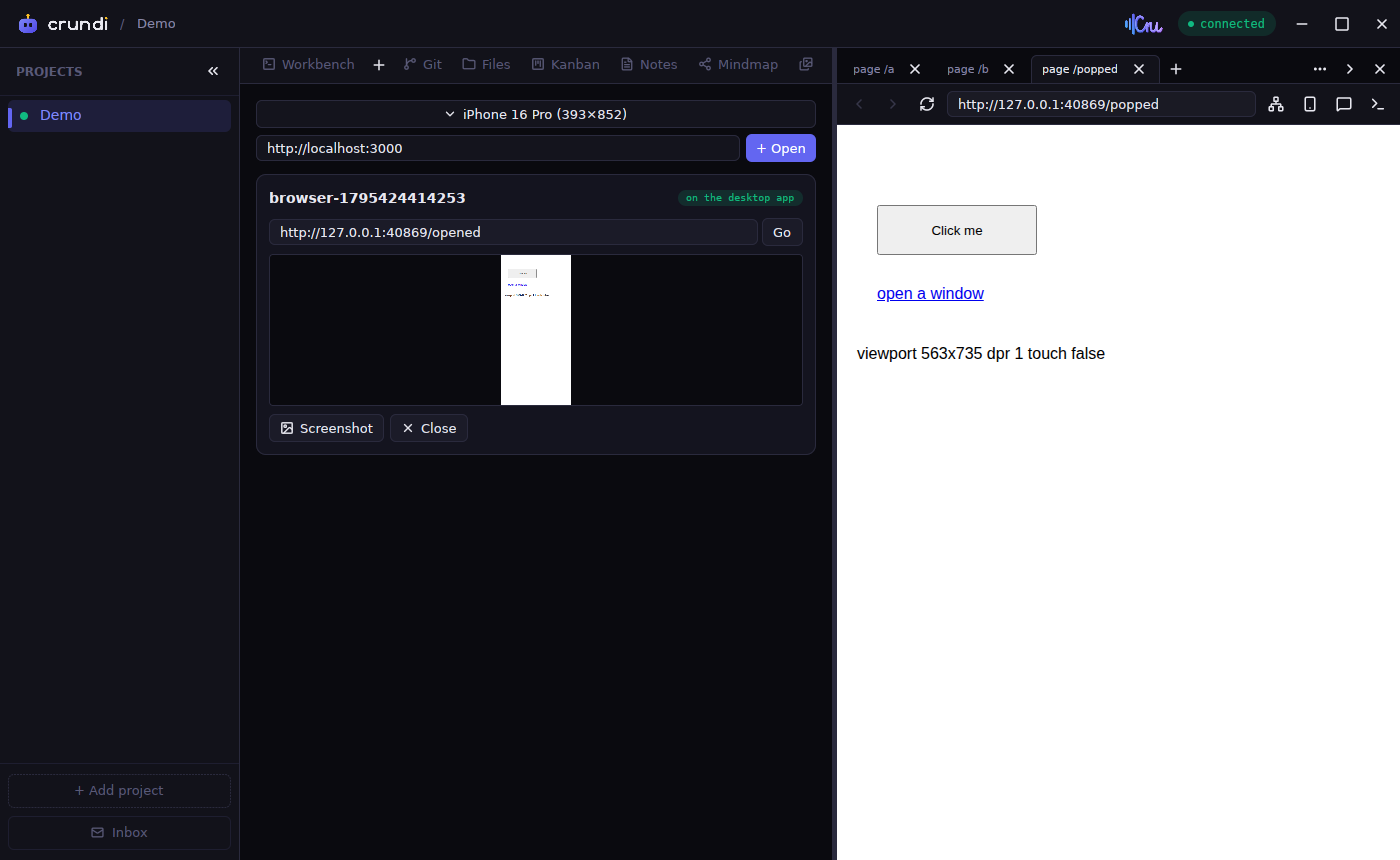 crundi / Demo
Cru
connected
PROJECTS
Demo
+ Add project
Inbox
Workbench
Git
Files
Kanban
Notes
Mindmap
iPhone 16 Pro (393×852)
http://localhost:3000
+ Open
browser-1795424414253
on the desktop app
http://127.0.0.1:40869/opened
Go
Screenshot
Close
page /a
page /b
page /popped
http://127.0.0.1:40869/popped
Click me
open a window
viewport 563x735 dpr 1 touch false